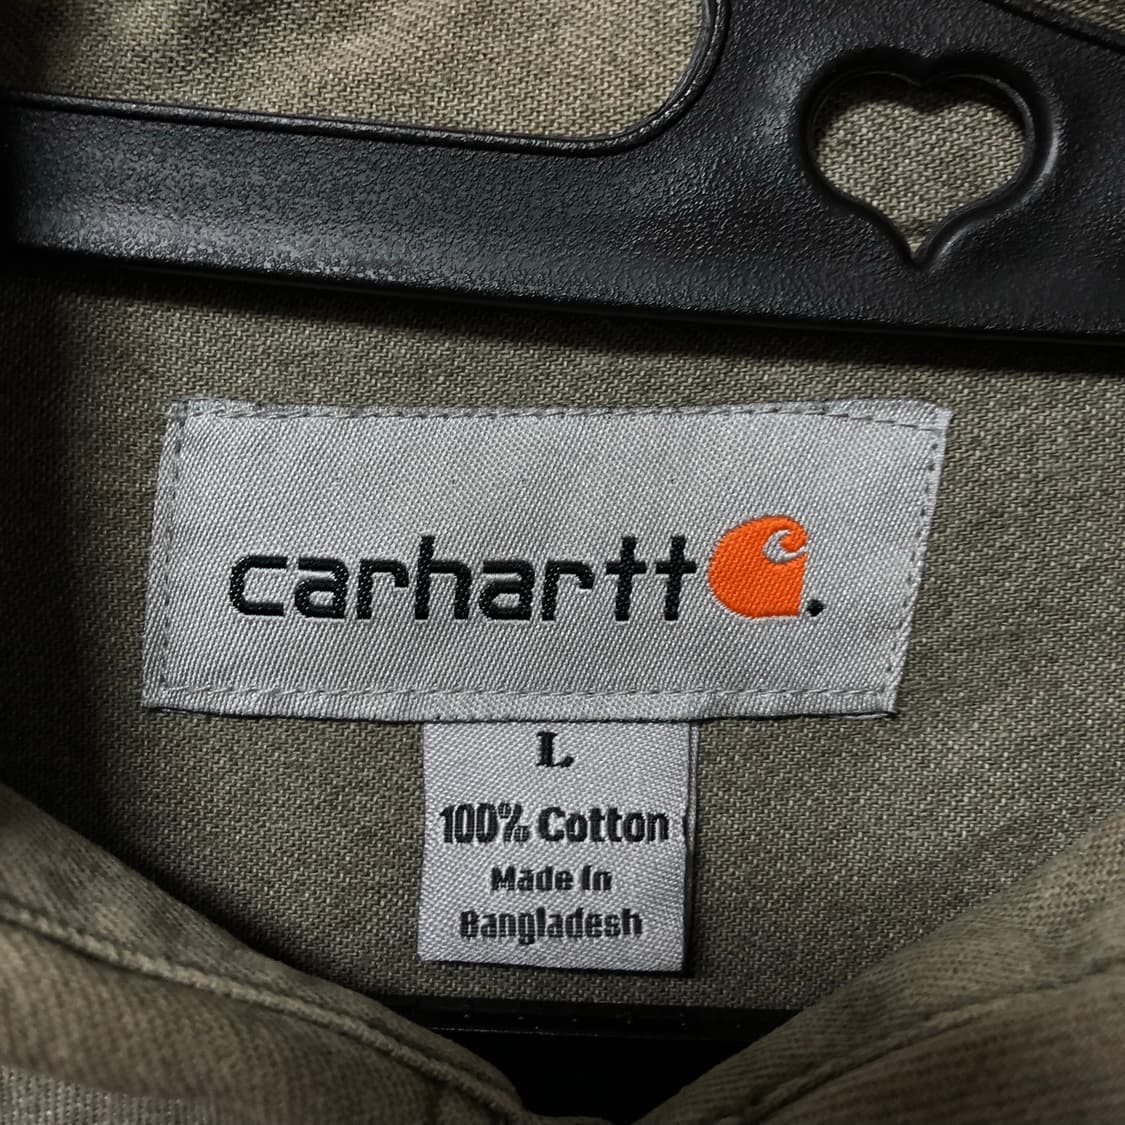 carhartt.
L
100% Cotton
Made In
Bangladesh